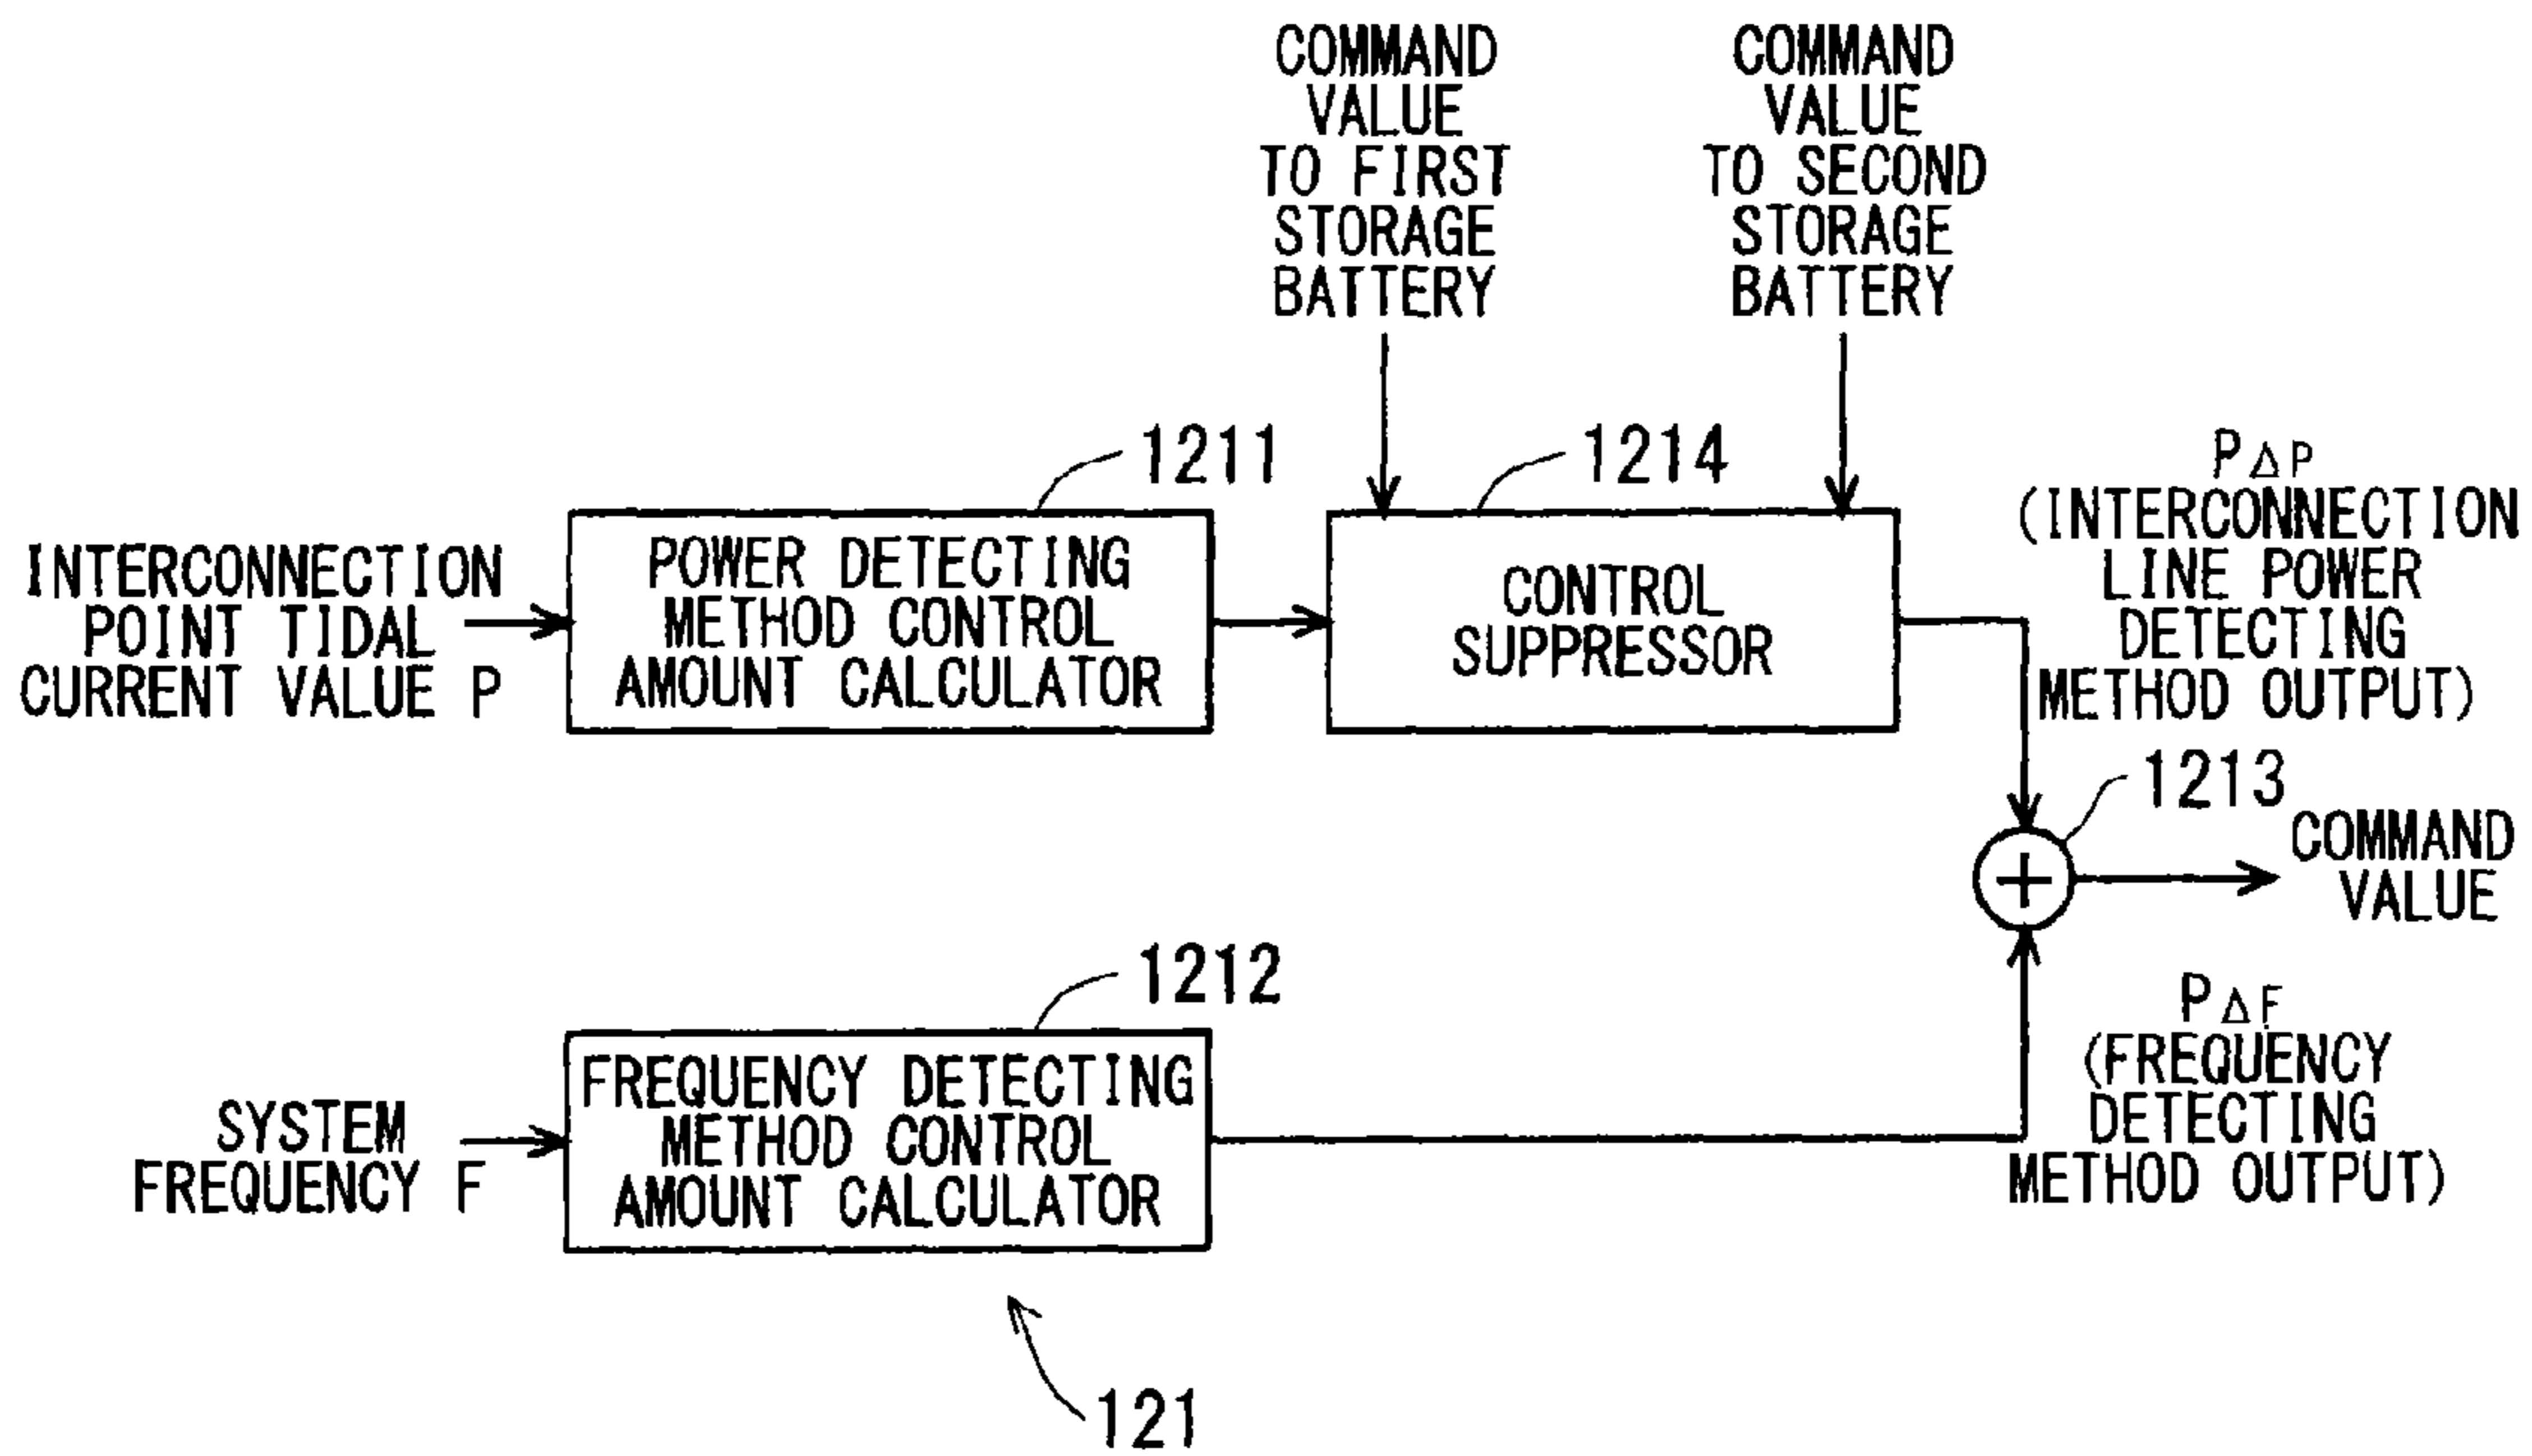 COMMAND
VALUE
TO FIRST
STORAGE
BATTERY
COMMAND
VALUE
TO SECOND
STORAGE
BATTERY
1211
1214
INTERCONNECTION
POINT TIDAL
CURRENT VALUE P
POWER DETECTING
METHOD CONTROL
AMOUNT CALCULATOR
CONTROL
SUPPRESSOR
P△P
(INTERCONNECTION
LINE POWER
DETECTING
METHOD OUTPUT)
1213
+
COMMAND
VALUE
1212
SYSTEM
FREQUENCY F
FREQUENCY DETECTING
METHOD CONTROL
AMOUNT CALCULATOR
P△F
(FREQUENCY
DETECTING
METHOD OUTPUT)
121